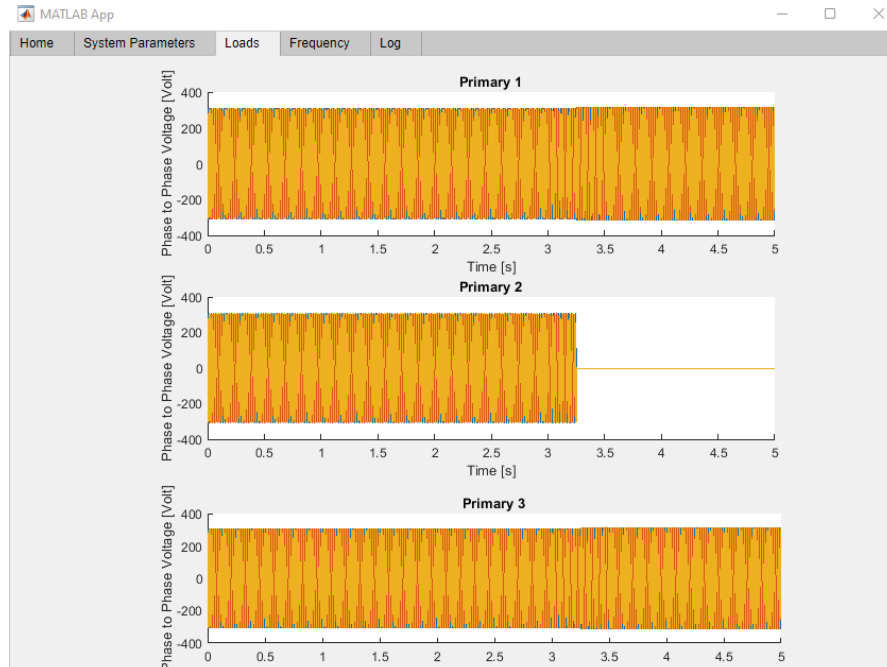 MATLAB App
Home System Parameters Loads Frequency Log
Primary 1
Phase to Phase Voltage [Volt]
400
200
0
-200
-400
0 0.5 1 1.5 2 2.5 3 3.5 4 4.5 5
Time [s]
Primary 2
Phase to Phase Voltage [Volt]
400
200
0
-200
-400
0 0.5 1 1.5 2 2.5 3 3.5 4 4.5 5
Time [s]
Primary 3
Phase to Phase Voltage [Volt]
400
200
0
-200
-400
0 0.5 1 1.5 2 2.5 3 3.5 4 4.5 5